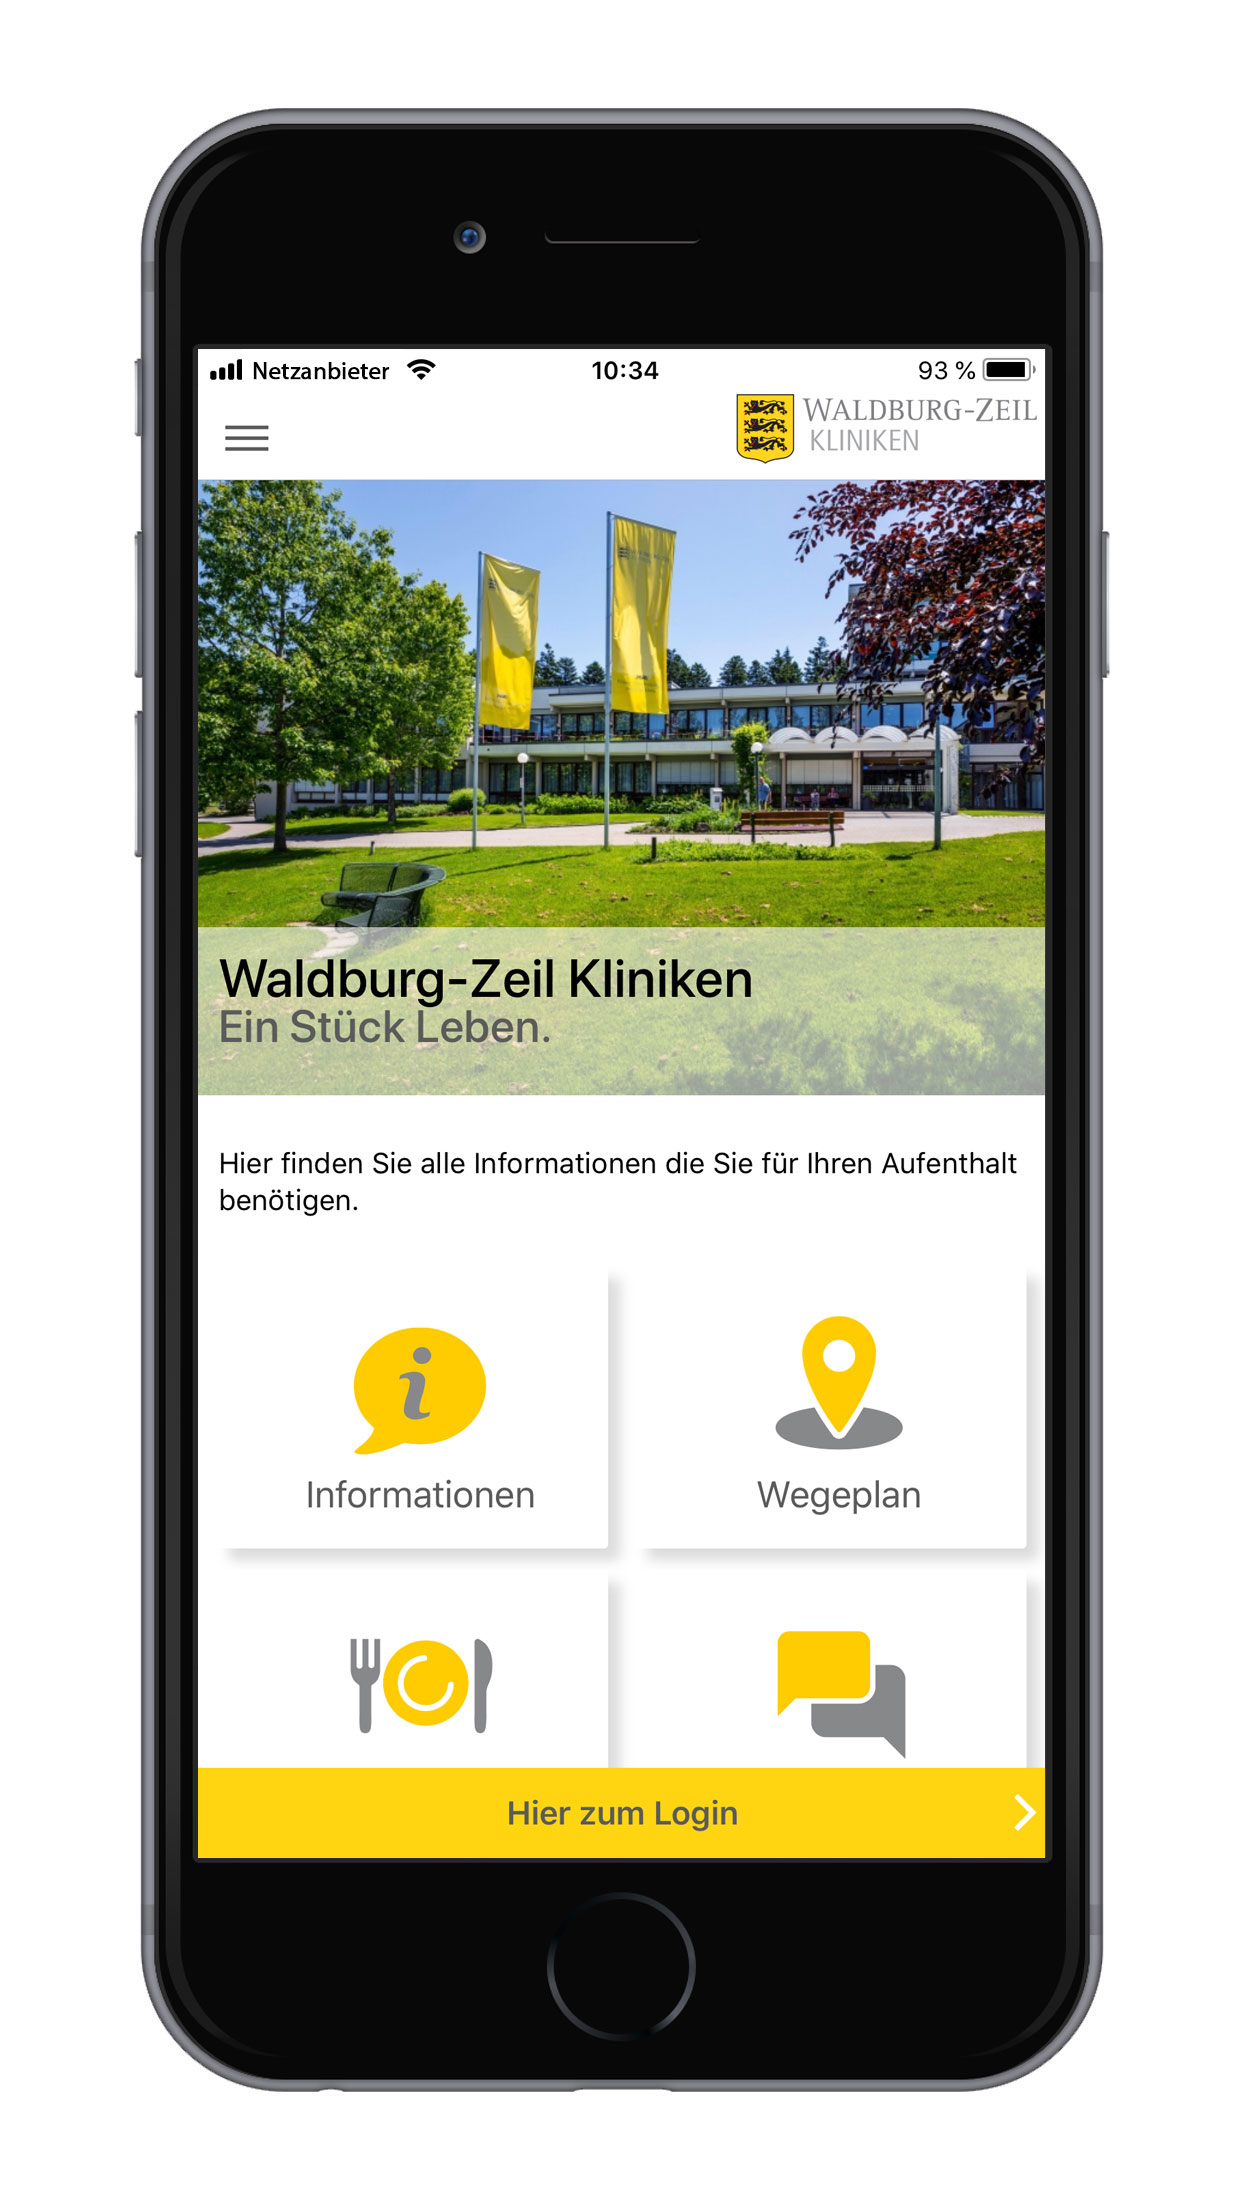 Netzanbieter 10:34 93 %
WALDBURG-ZEIL
KLINIKEN
Waldburg-Zeil Kliniken
Ein Stück Leben.
Hier finden Sie alle Informationen die Sie für Ihren Aufenthalt
benötigen.
i
Informationen
Wegeplan
Hier zum Login